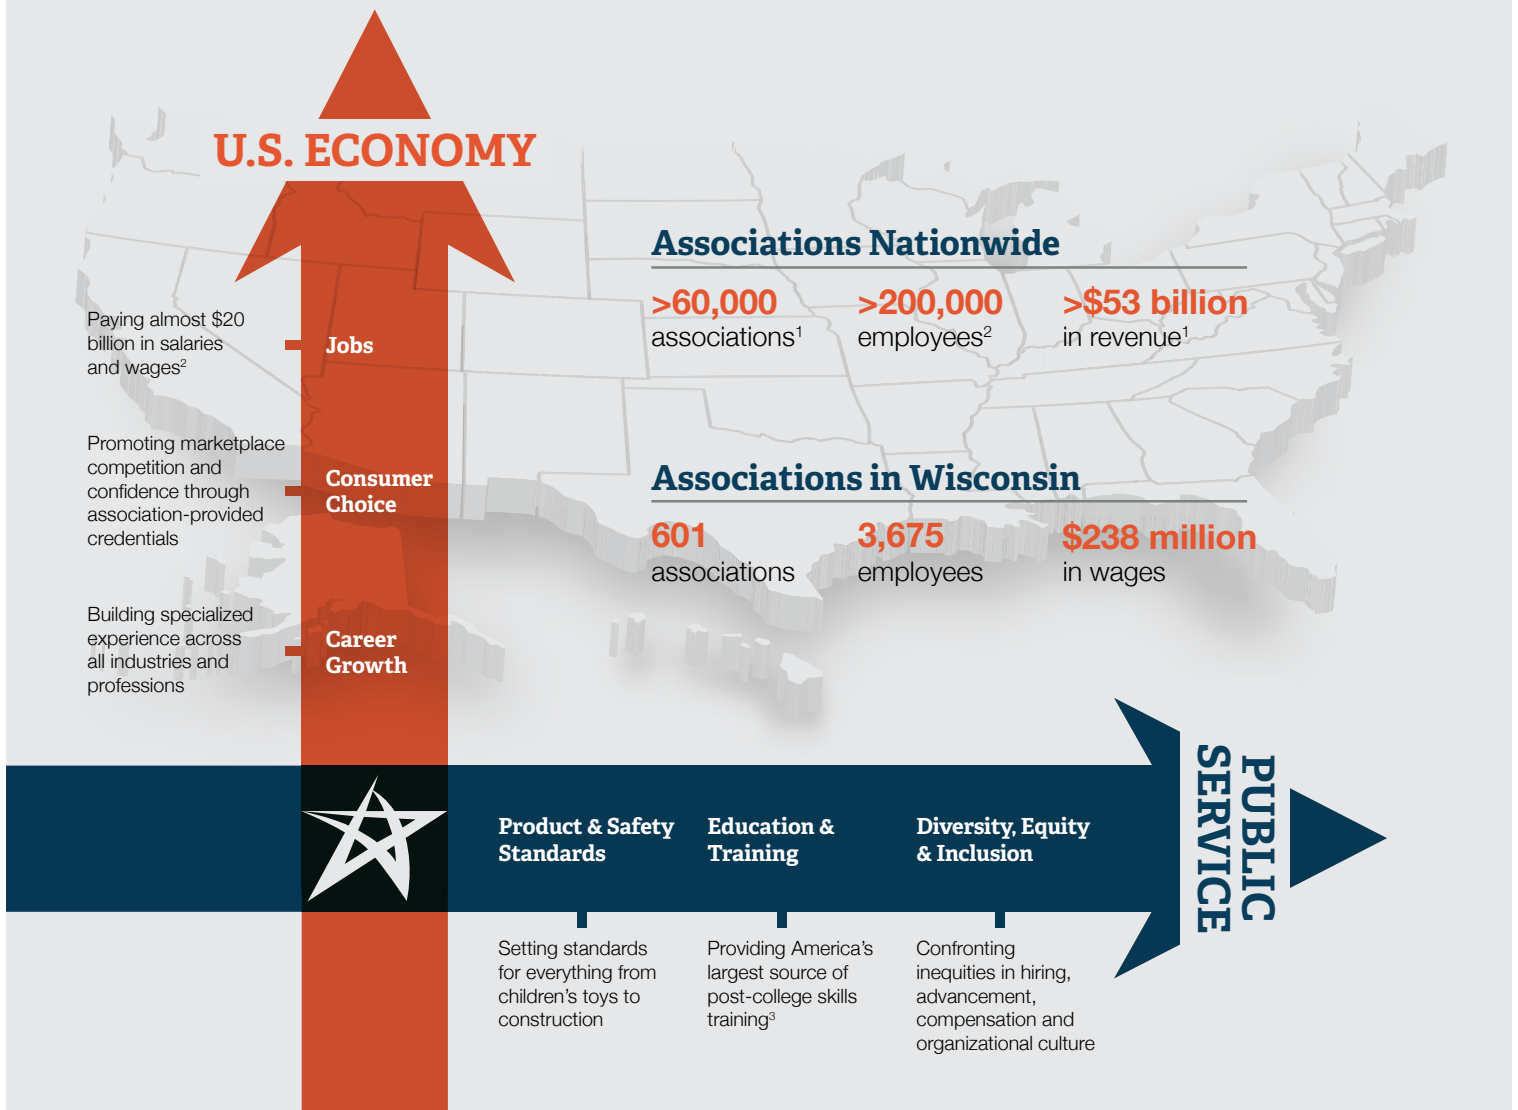 U.S. ECONOMY
Paying almost $20
billion in salaries
and wages²
Jobs
Promoting marketplace
competition and
confidence through
association-provided
credentials
Consumer
Choice
Building specialized
experience across
all industries and
professions
Career
Growth
Associations Nationwide
>60,000
associations¹
>200,000
employees²
>$53 billion
in revenue¹
Associations in Wisconsin
601
associations
3,675
employees
$238 million
in wages
Product & Safety
Standards
Education &
Training
Diversity, Equity
& Inclusion
PUBLIC
SERVICE
Setting standards
for everything from
children’s toys to
construction
Providing America’s
largest source of
post-college skills
training³
Confronting
inequities in hiring,
advancement,
compensation and
organizational culture